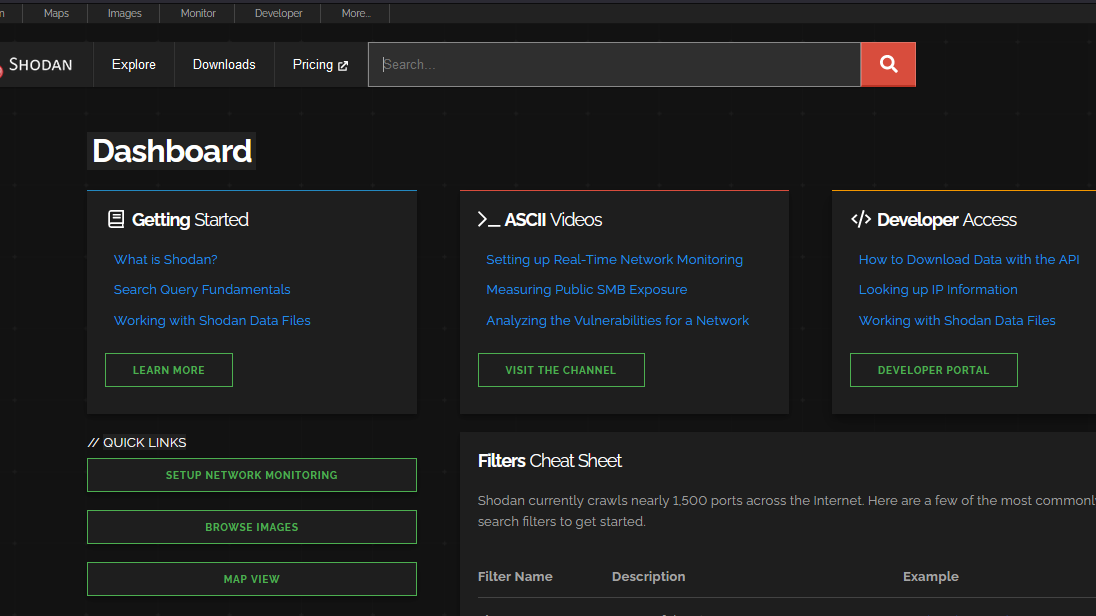 Maps Images Monitor Developer More...
SHODAN Explore Downloads Pricing Search...
Dashboard
Getting Started
What is Shodan?
Search Query Fundamentals
Working with Shodan Data Files
LEARN MORE
>_ ASCII Videos
Setting up Real-Time Network Monitoring
Measuring Public SMB Exposure
Analyzing the Vulnerabilities for a Network
VISIT THE CHANNEL
</> Developer Access
How to Download Data with the API
Looking up IP Information
Working with Shodan Data Files
DEVELOPER PORTAL
// QUICK LINKS
SETUP NETWORK MONITORING
BROWSE IMAGES
MAP VIEW
Filters Cheat Sheet
Shodan currently crawls nearly 1,500 ports across the Internet. Here are a few of the most commonl
search filters to get started.
Filter Name Description Example